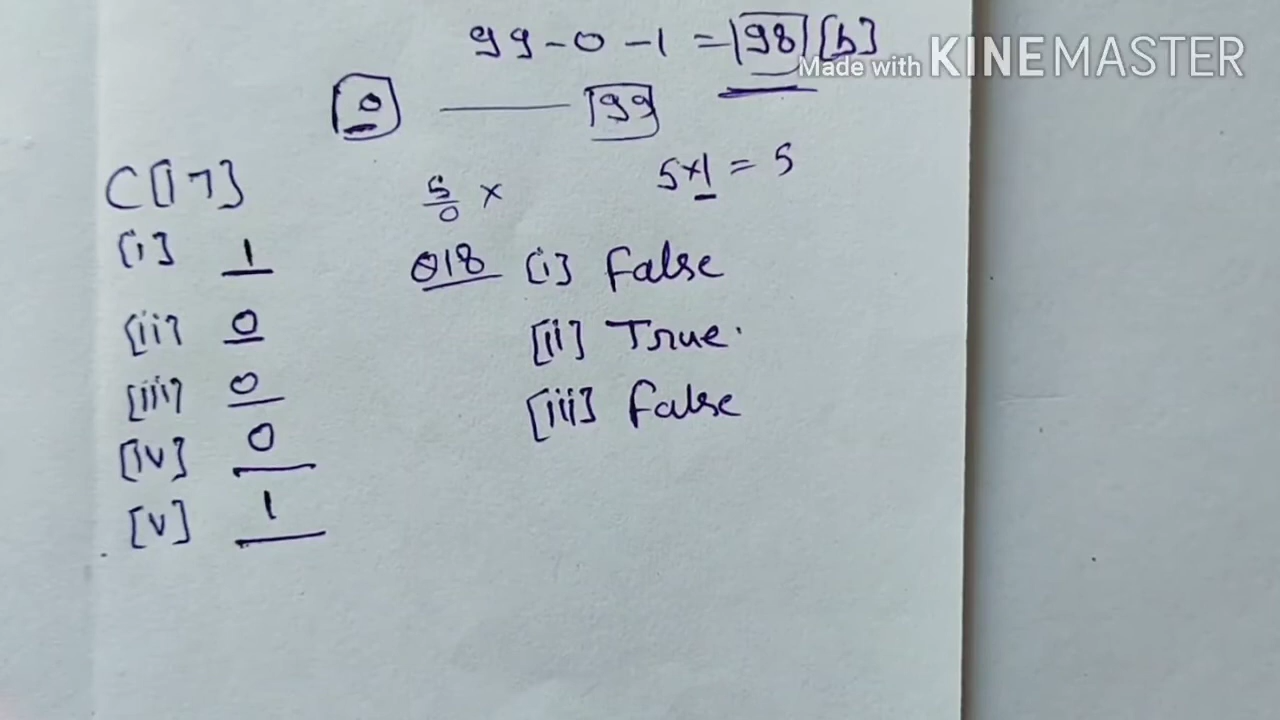 99 - 0 - 1 = 98 [b]
Made with KINEMASTER
0 —— 99
C[17]
5/0 × 5×1 = 5
[i] 1
Q18 [i] False
[ii] 0
[ii] True.
[iii] 0
[iii] False
[iv] 0
[v] 1